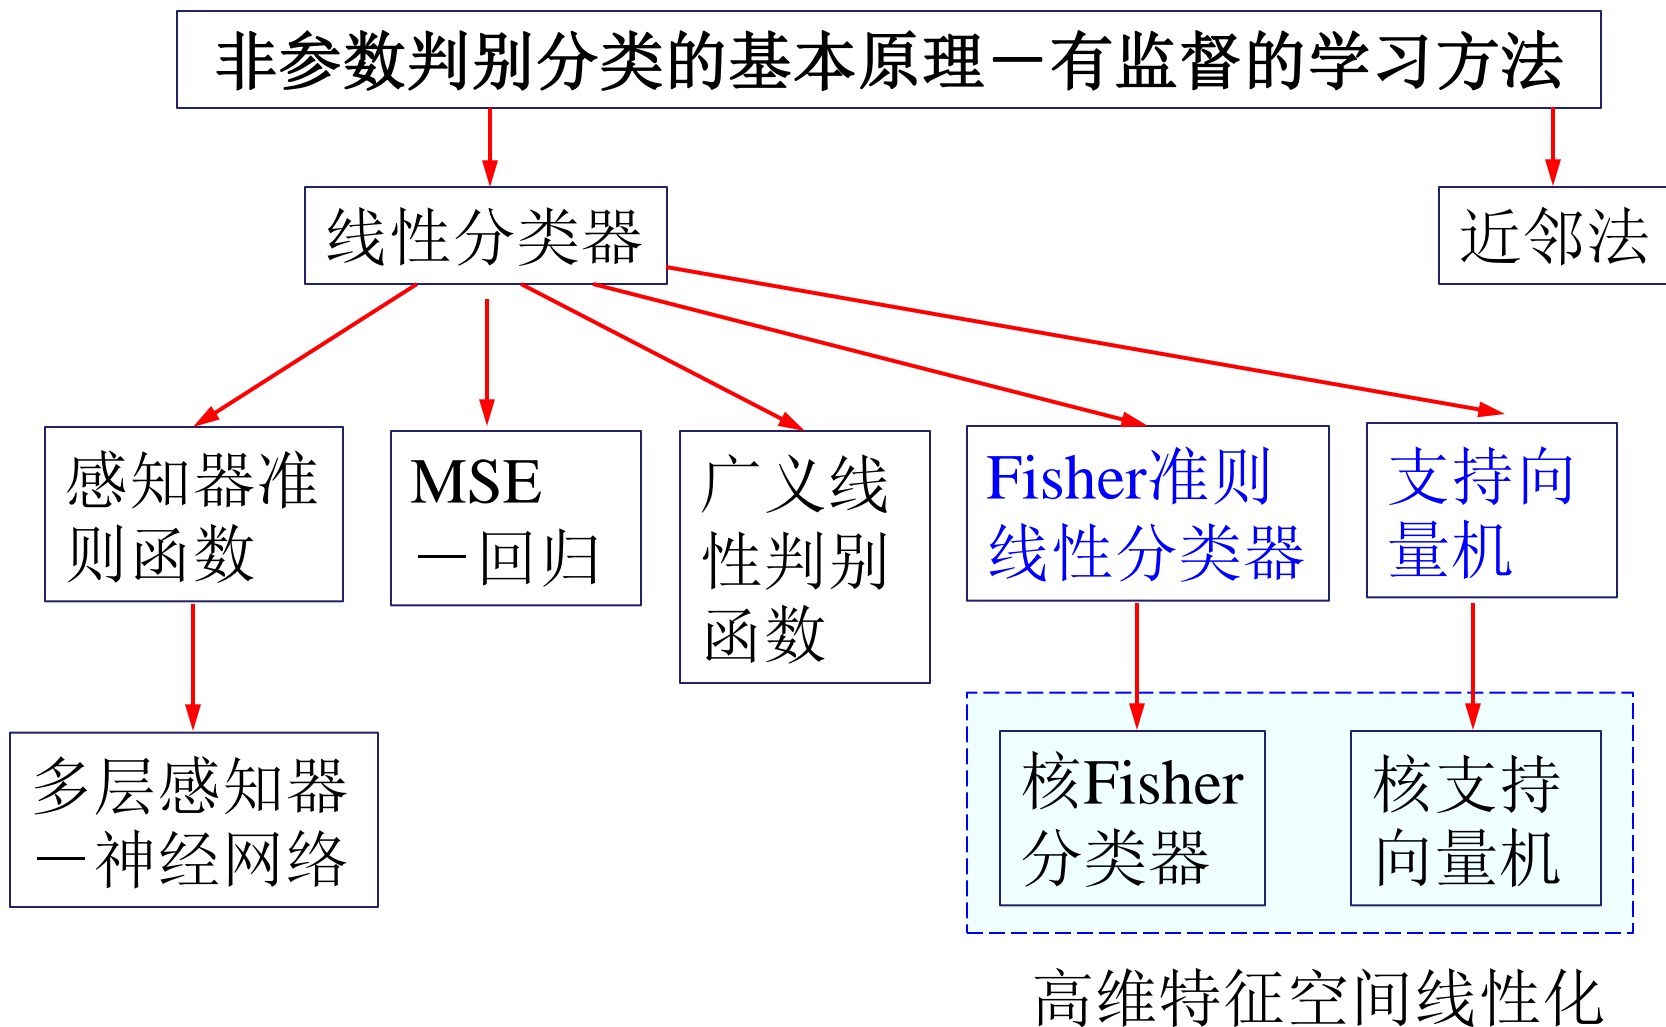 非参数判别分类的基本原理－有监督的学习方法
线性分类器
近邻法
感知器准
则函数
MSE
－回归
广义线
性判别
函数
Fisher准则
线性分类器
支持向
量机
多层感知器
－神经网络
核Fisher
分类器
核支持
向量机
高维特征空间线性化